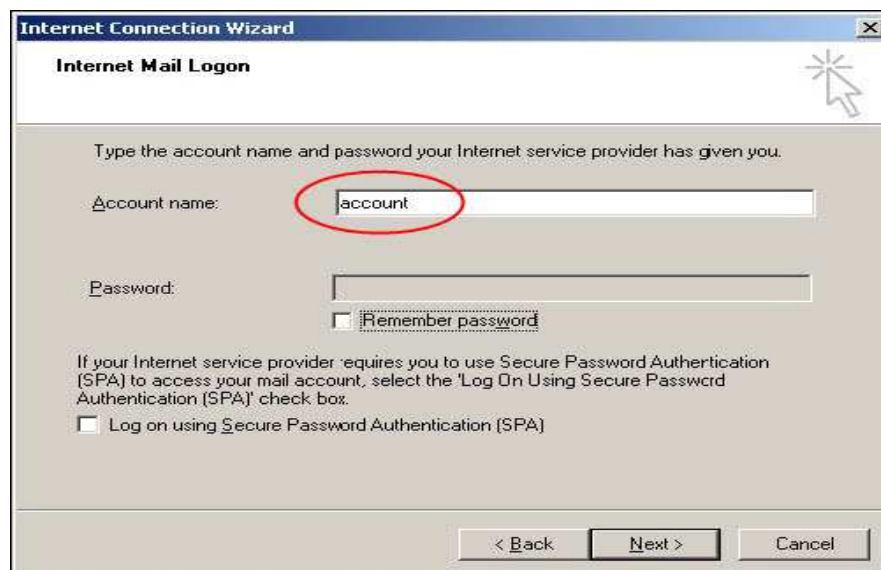 Internet Connection Wizard
Internet Mail Logon
Type the account name and password your Internet service provider has given you.
Account name:
account
Password:
Remember password
If your Internet service provider requires you to use Secure Password Authentication
(SPA) to access your mail account, select the 'Log On Using Secure Password
Authentication (SPA)' check box.
Log on using Secure Password Authentication (SPA)
< Back
Next >
Cancel